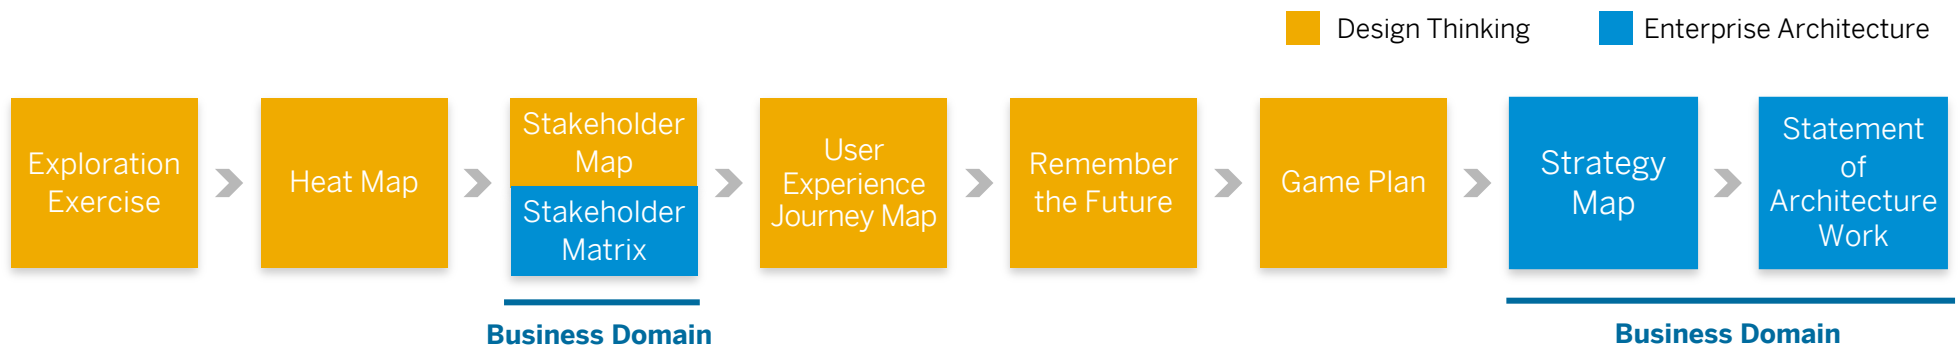 Design Thinking
Enterprise Architecture
Exploration
Exercise
Heat Map
Stakeholder
Map
Stakeholder
Matrix
User
Experience
Journey Map
Remember
the Future
Game Plan
Strategy
Map
Statement
of
Architecture
Work
Business Domain
Business Domain